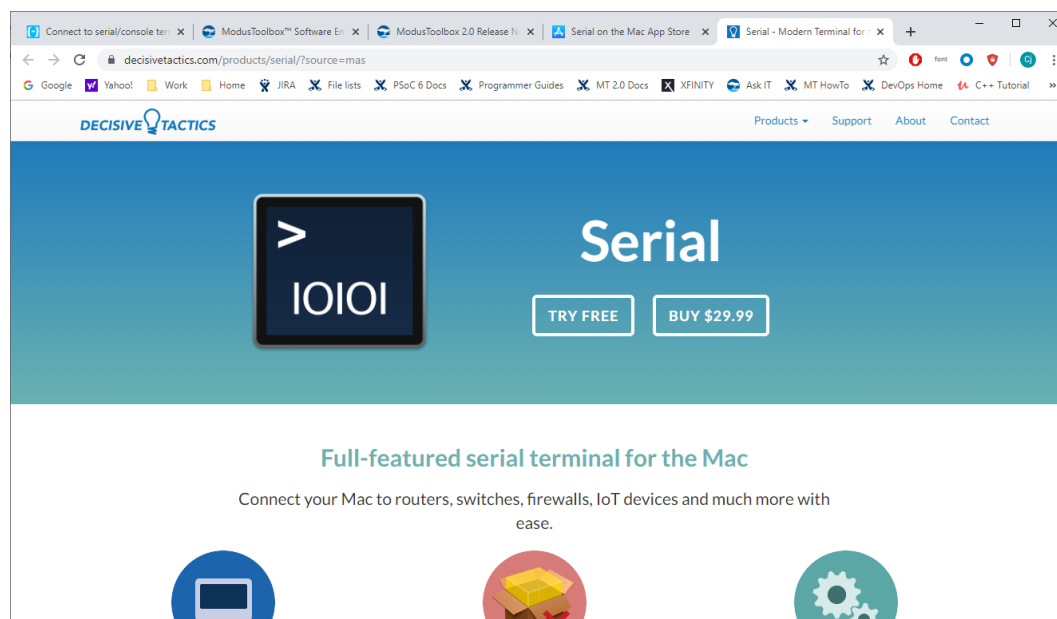 Connect to serial/console ter
ModusToolbox™ Software En
ModusToolbox 2.0 Release N
Serial on the Mac App Store
Serial - Modern Terminal for
decisivetactics.com/products/serial/?source=mas
font
Cj
Google
Yahoo!
Work
Home
JIRA
File lists
PSoC 6 Docs
Programmer Guides
MT 2.0 Docs
XFINITY
Ask IT
MT HowTo
DevOps Home
C++ Tutorial
»
DECISIVE TACTICS
Products
Support
About
Contact
>
IOIOI
Serial
TRY FREE
BUY $29.99
Full-featured serial terminal for the Mac
Connect your Mac to routers, switches, firewalls, IoT devices and much more with
ease.